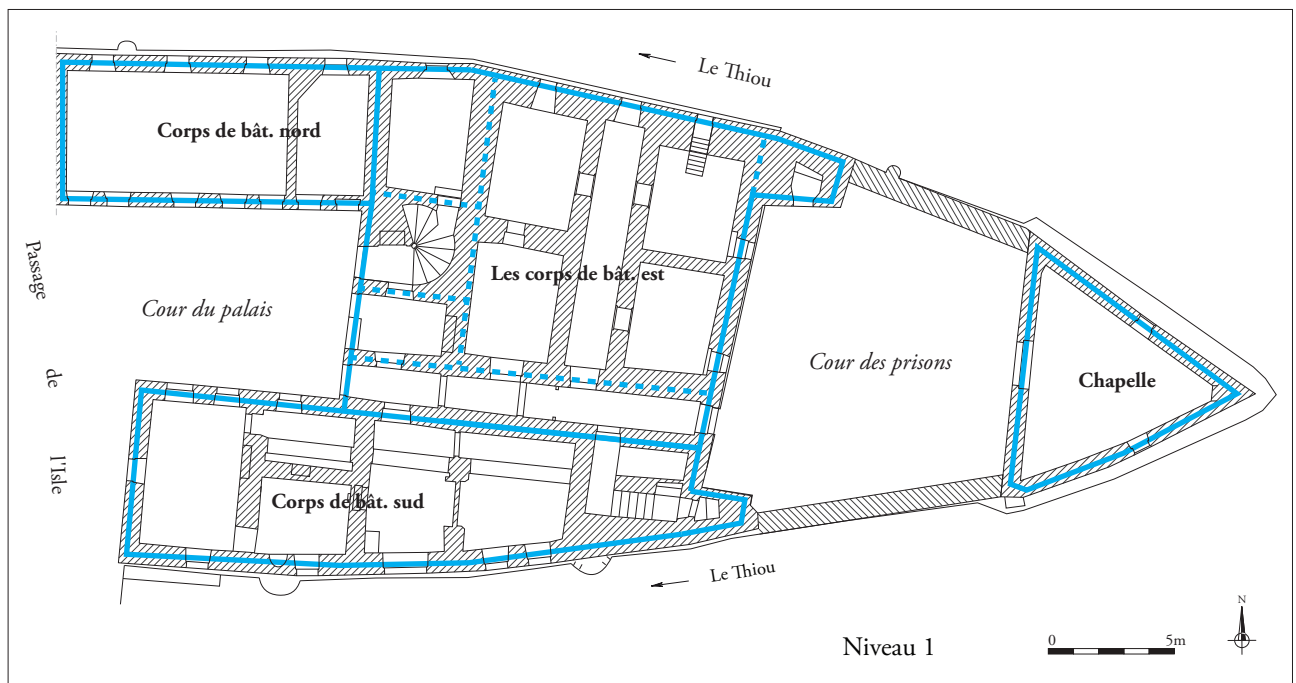 Le Thiou
Corps de bât. nord
Passage
de
l'Isle
Cour du palais
Les corps de bât. est
Cour des prisons
Chapelle
Corps de bât. sud
Le Thiou
Niveau 1
0 5m
N